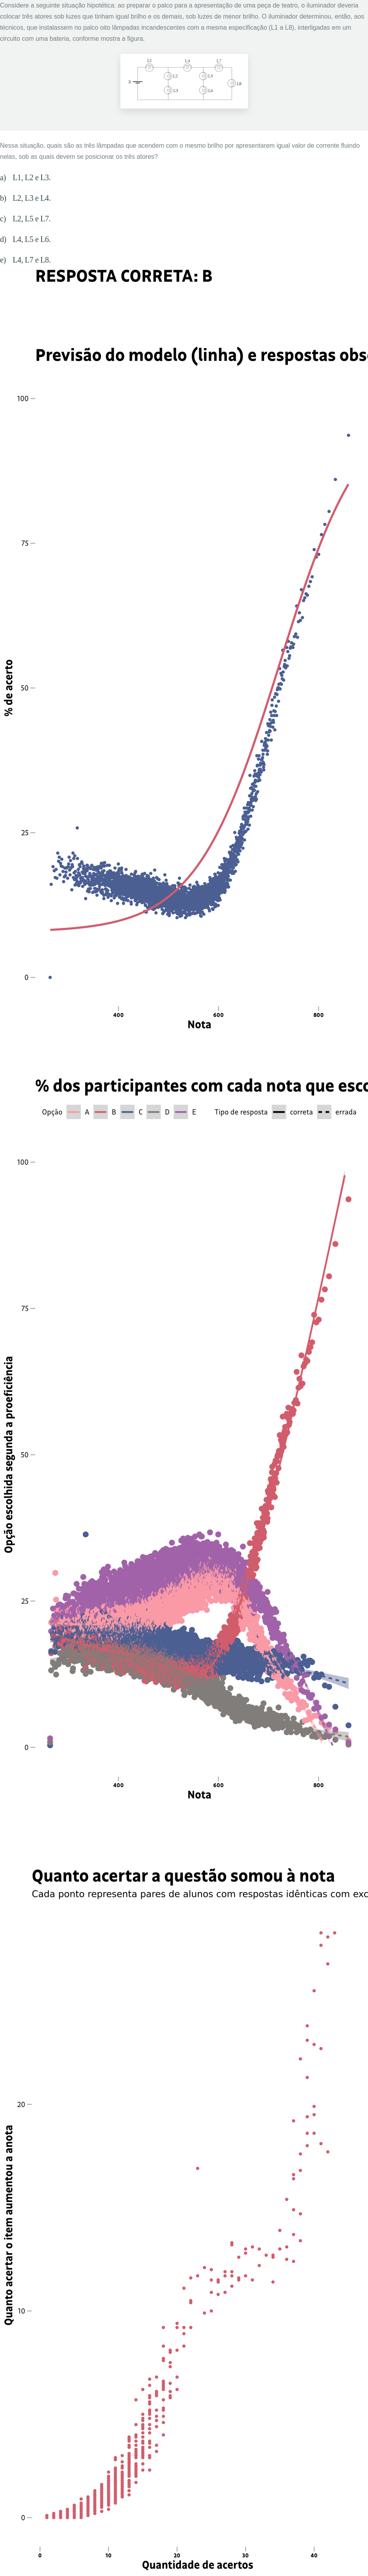 Considere a seguinte situação hipotética: ao preparar o palco para a apresentação de uma peça de teatro, o iluminador deveria
colocar três atores sob luzes que tinham igual brilho e os demais, sob luzes de menor brilho. O iluminador determinou, então, aos
técnicos, que instalassem no palco oito lâmpadas incandescentes com a mesma especificação (L1 a L8), interligadas em um
circuito com uma bateria, conforme mostra a figura.
Nessa situação, quais são as três lâmpadas que acendem com o mesmo brilho por apresentarem igual valor de corrente fluindo
nelas, sob as quais devem se posicionar os três atores?
a) L1, L2 e L3.
b) L2, L3 e L4.
c) L2, L5 e L7.
d) L4, L5 e L6.
e) L4, L7 e L8.
RESPOSTA CORRETA: B
Previsão do modelo (linha) e respostas obs
100
75
50
25
0
% de acerto
400 600 800
Nota
% dos participantes com cada nota que esco
Opção A B C D E Tipo de resposta correta errada
100
75
50
25
0
Opção escolhida segunda a proeficiência
400 600 800
Nota
Quanto acertar a questão somou à nota
Cada ponto representa pares de alunos com respostas idênticas com exc
20
10
0
Quanto acertar o item aumentou a anota
0 10 20 30 40
Quantidade de acertos